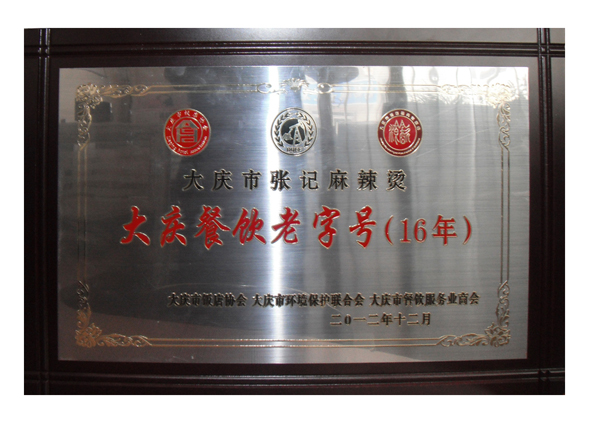 大庆市张记麻辣烫
大庆餐饮老字号(16年)
大庆市饭店协会 大庆市环境保护联合会 大庆市餐饮服务业商会
二0一二年十二月